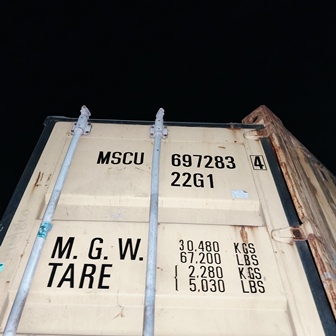 MSCU 697283 4
22G1
M. G. W. 30,480 KGS
67,200 LBS
TARE 2,280 KGS
5,030 LBS